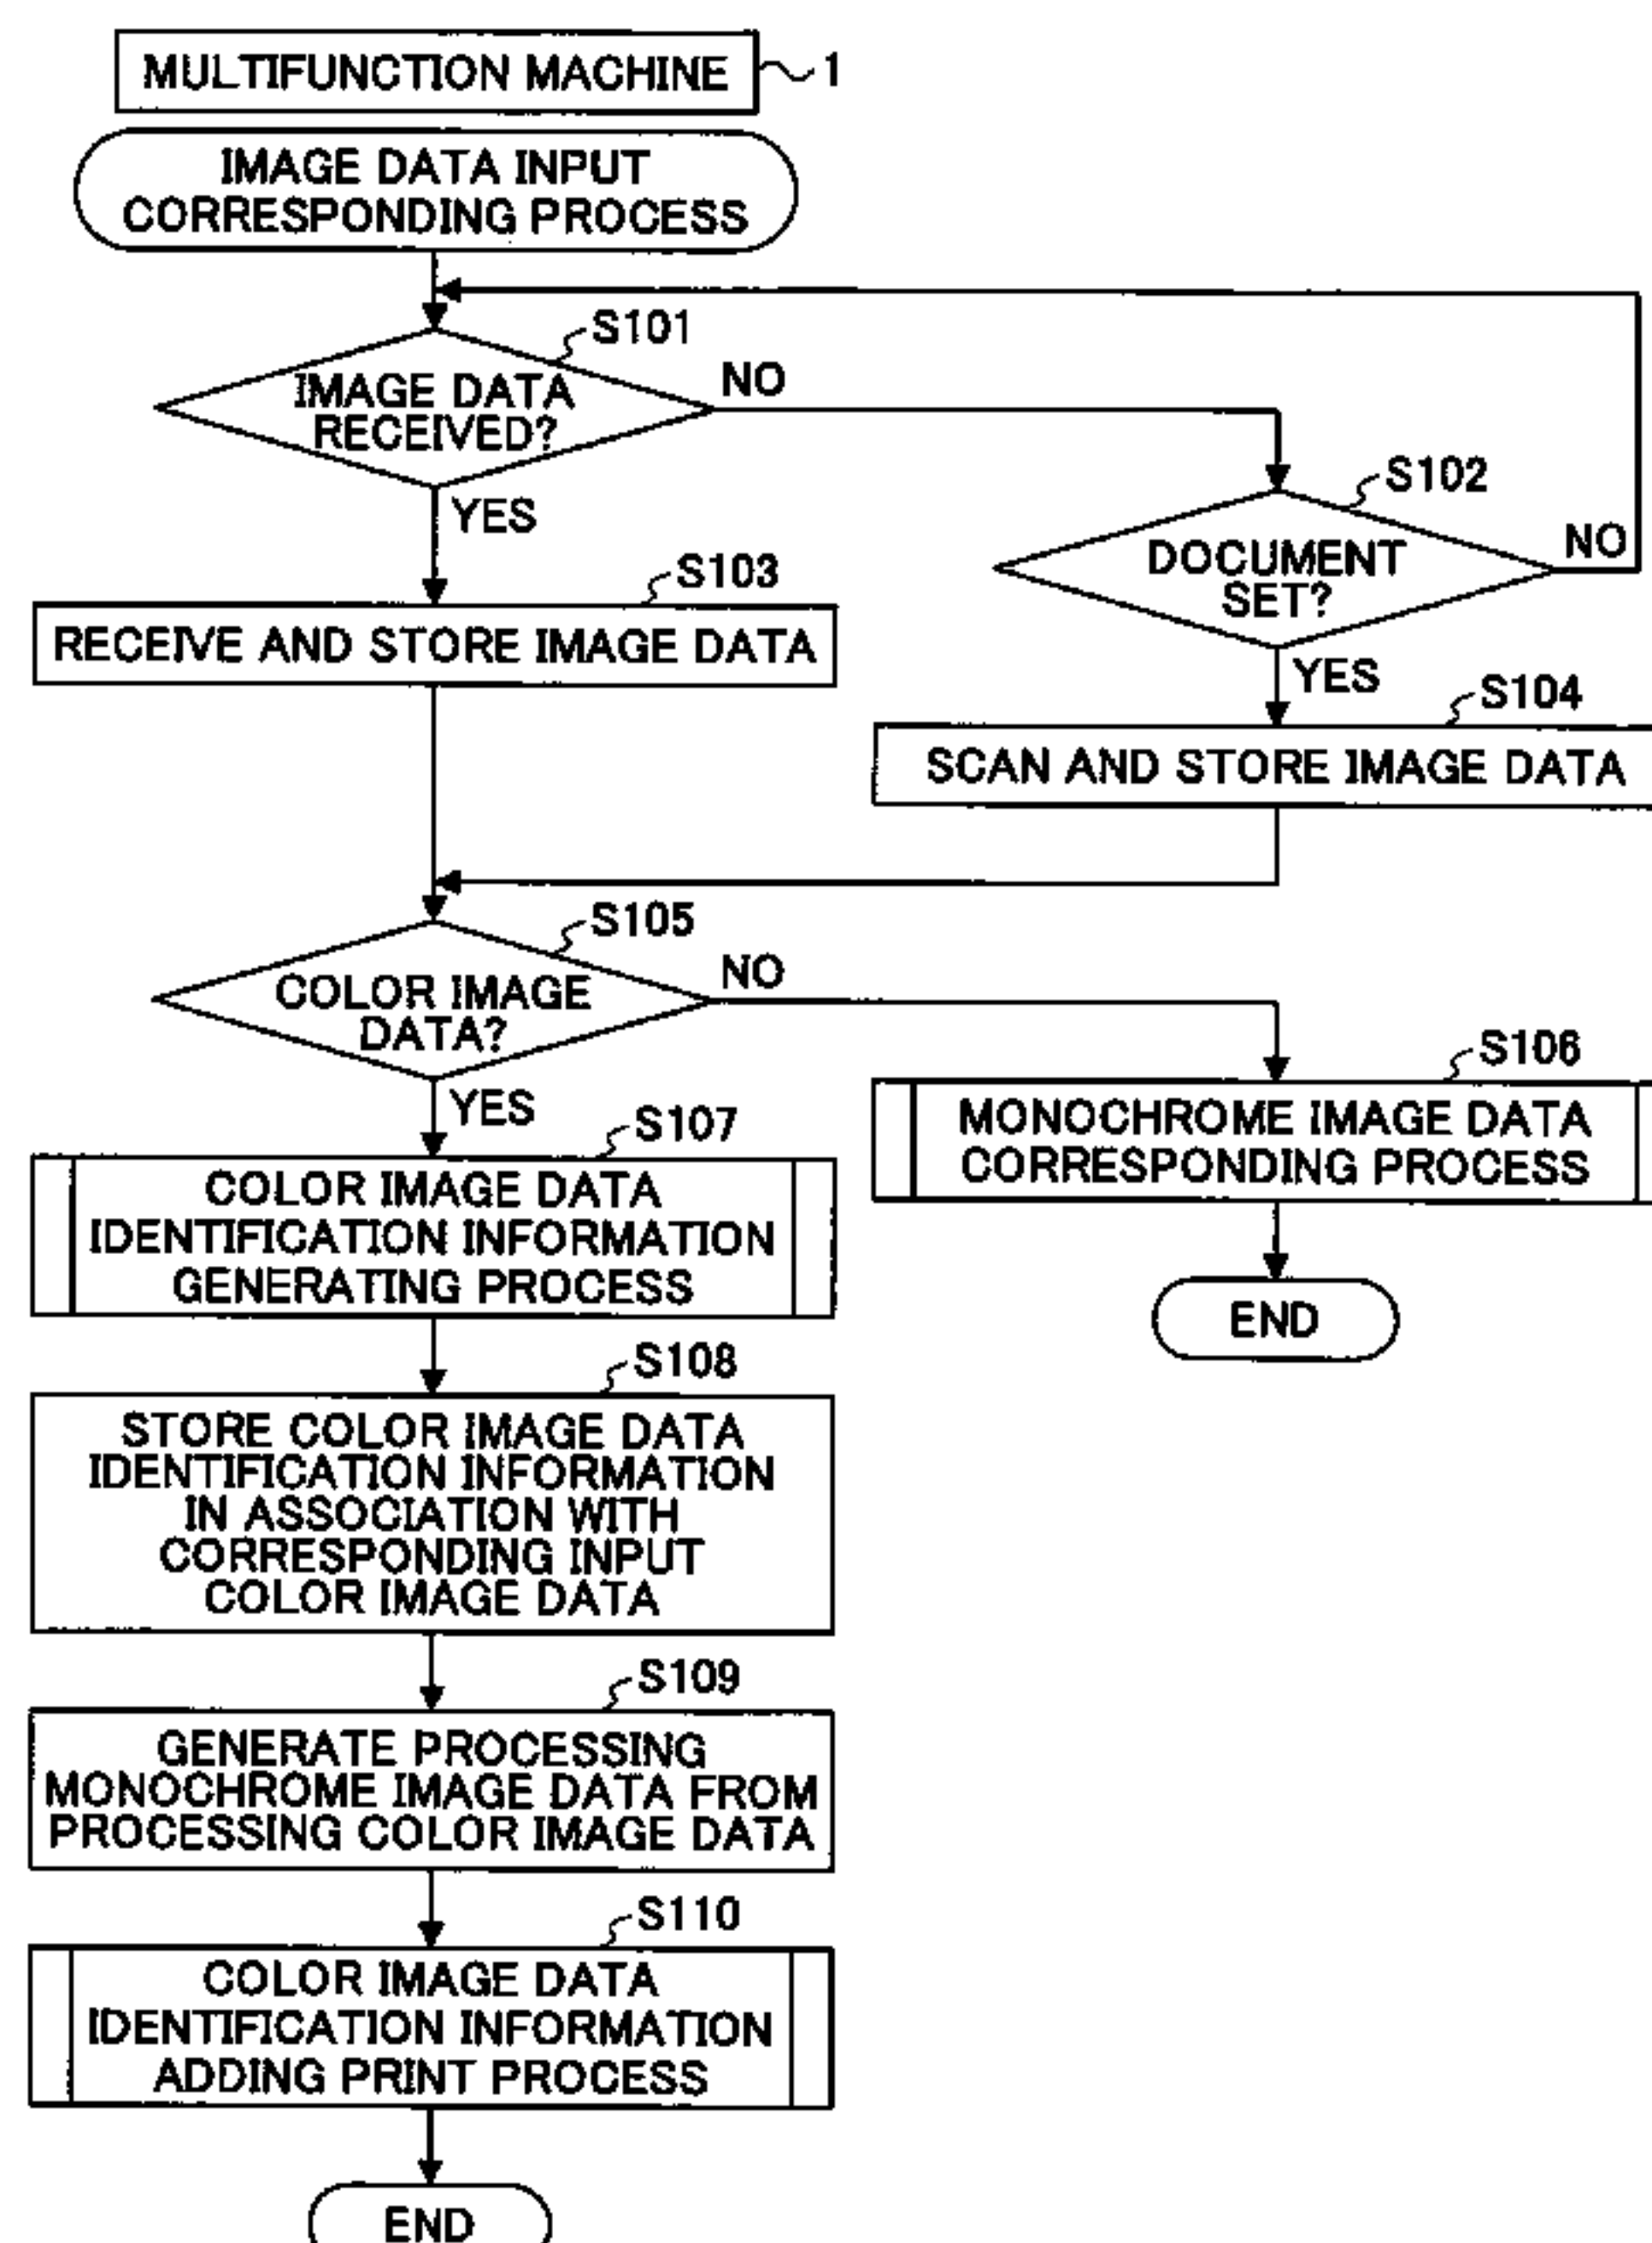 MULTIFUNCTION MACHINE
1
IMAGE DATA INPUT
CORRESPONDING PROCESS
S101
IMAGE DATA
RECEIVED?
NO
YES
S102
DOCUMENT
SET?
NO
YES
S103
RECEIVE AND STORE IMAGE DATA
S104
SCAN AND STORE IMAGE DATA
S105
COLOR IMAGE
DATA?
NO
YES
S106
MONOCHROME IMAGE DATA
CORRESPONDING PROCESS
END
S107
COLOR IMAGE DATA
IDENTIFICATION INFORMATION
GENERATING PROCESS
S108
STORE COLOR IMAGE DATA
IDENTIFICATION INFORMATION
IN ASSOCIATION WITH
CORRESPONDING INPUT
COLOR IMAGE DATA
S109
GENERATE PROCESSING
MONOCHROME IMAGE DATA FROM
PROCESSING COLOR IMAGE DATA
S110
COLOR IMAGE DATA
IDENTIFICATION INFORMATION
ADDING PRINT PROCESS
END